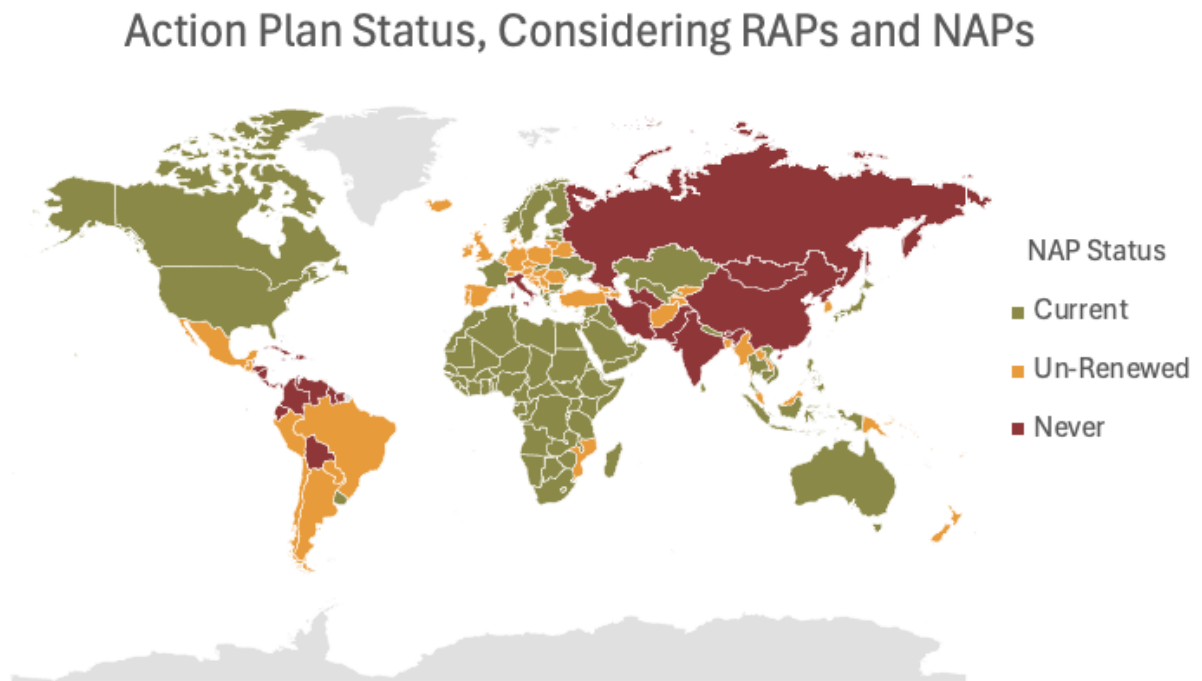 Action Plan Status, Considering RAPs and NAPs
NAP Status
Current
Un-Renewed
Never